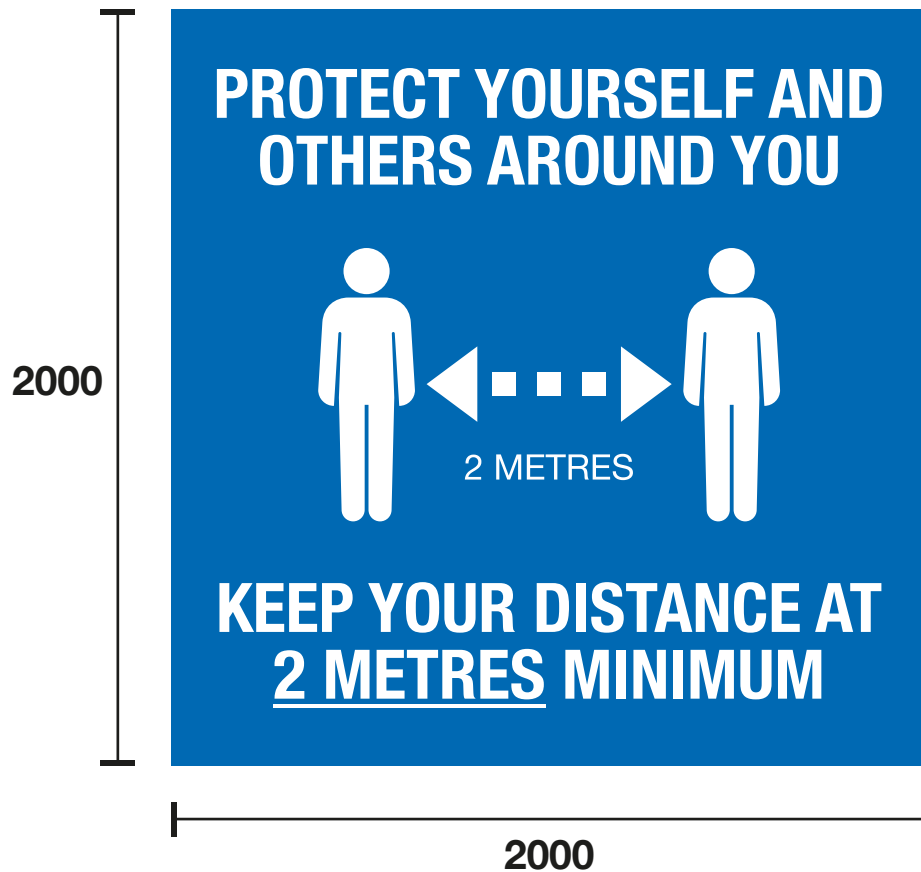 PROTECT YOURSELF AND
OTHERS AROUND YOU
2000
2 METRES
KEEP YOUR DISTANCE AT
2 METRES MINIMUM
2000